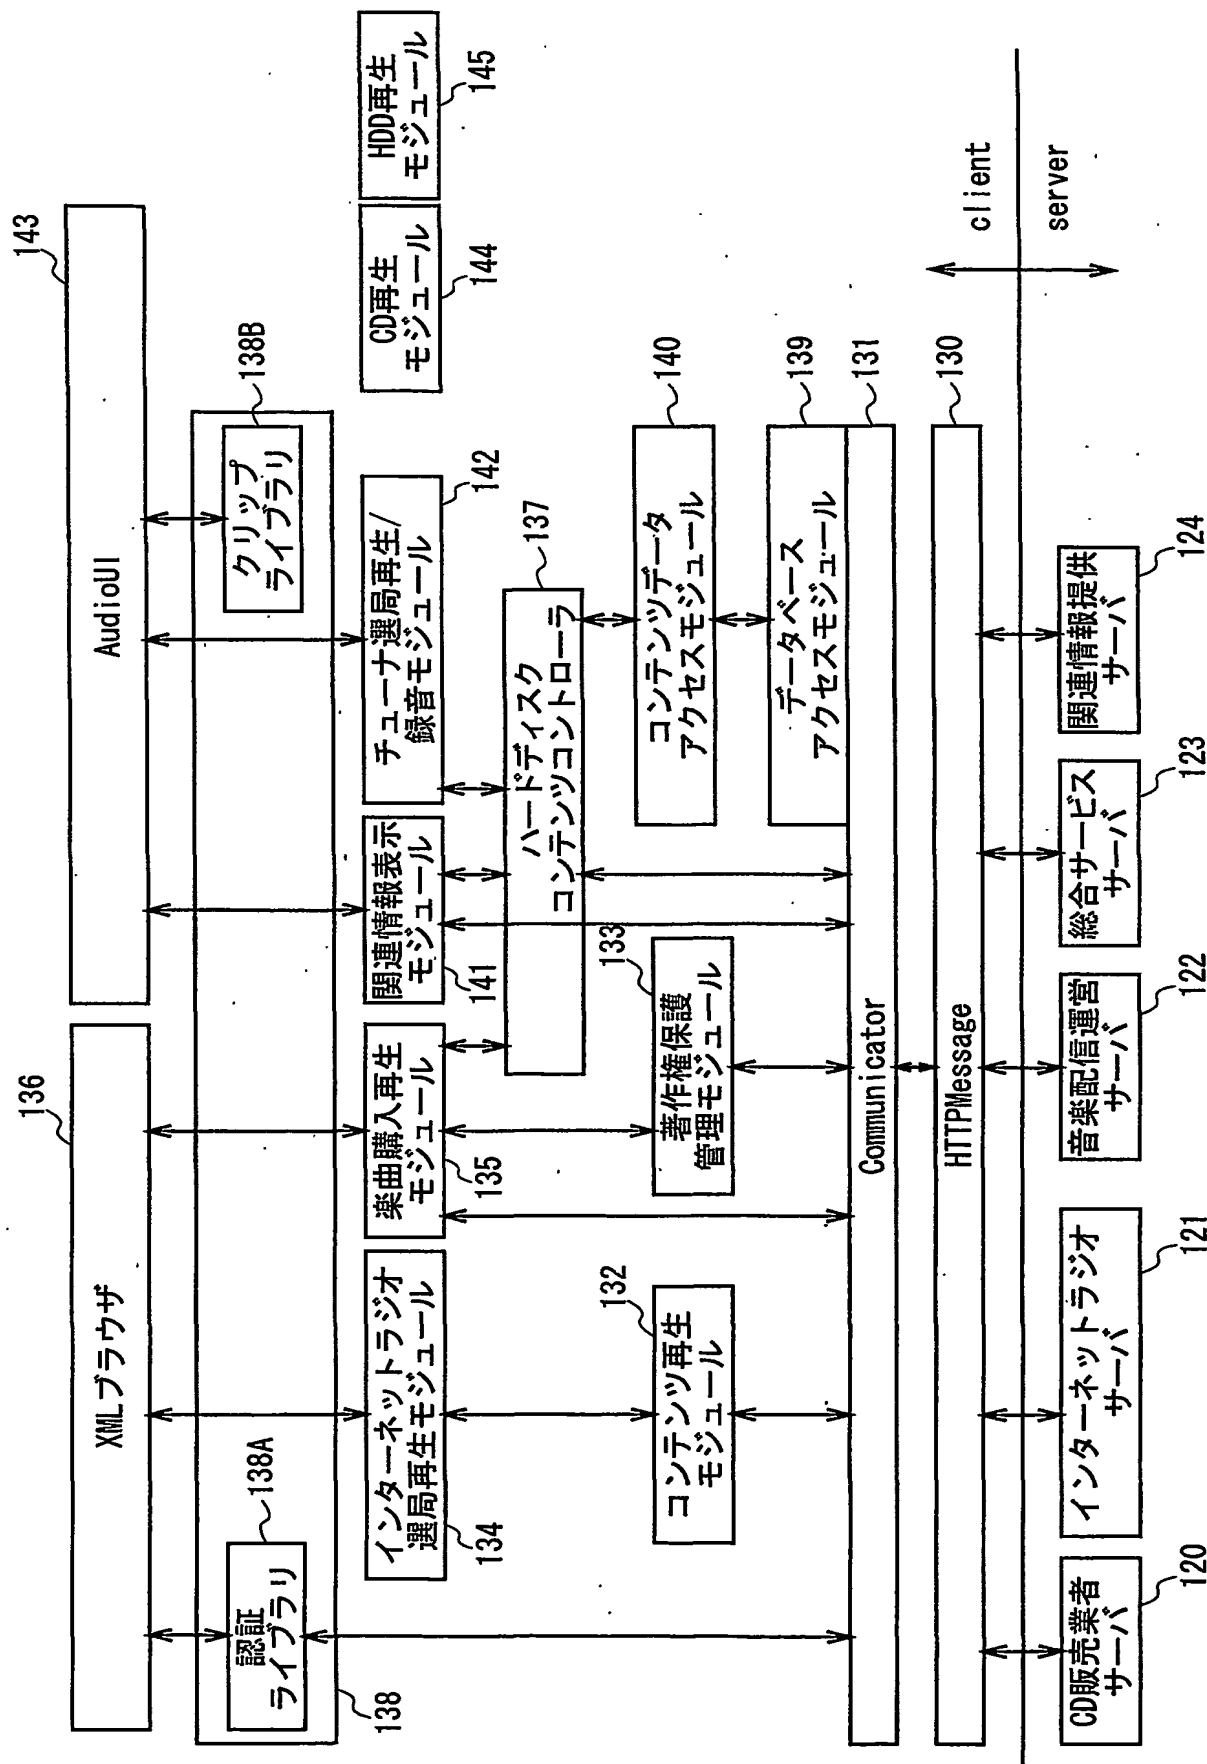 136
XMLブラウザ
143
AudioUI
認証
ライブラリ
138A
138
クリップ
ライブラリ
138B
インターネットラジオ
選局再生モジュール
134
楽曲購入再生
モジュール
135
関連情報表示
モジュール
141
チューナ選局再生/
録音モジュール
142
CD再生
モジュール
144
HDD再生
モジュール
145
ハードディスク
コンテンツコントローラ
137
コンテンツ再生
モジュール
132
著作権保護
管理モジュール
133
コンテンツデータ
アクセスモジュール
140
データベース
アクセスモジュール
139
Communicator
131
HTTPMessage
130
client
server
CD販売業者
サーバ
120
インターネットラジオ
サーバ
121
音楽配信運営
サーバ
122
総合サービス
サーバ
123
関連情報提供
サーバ
124